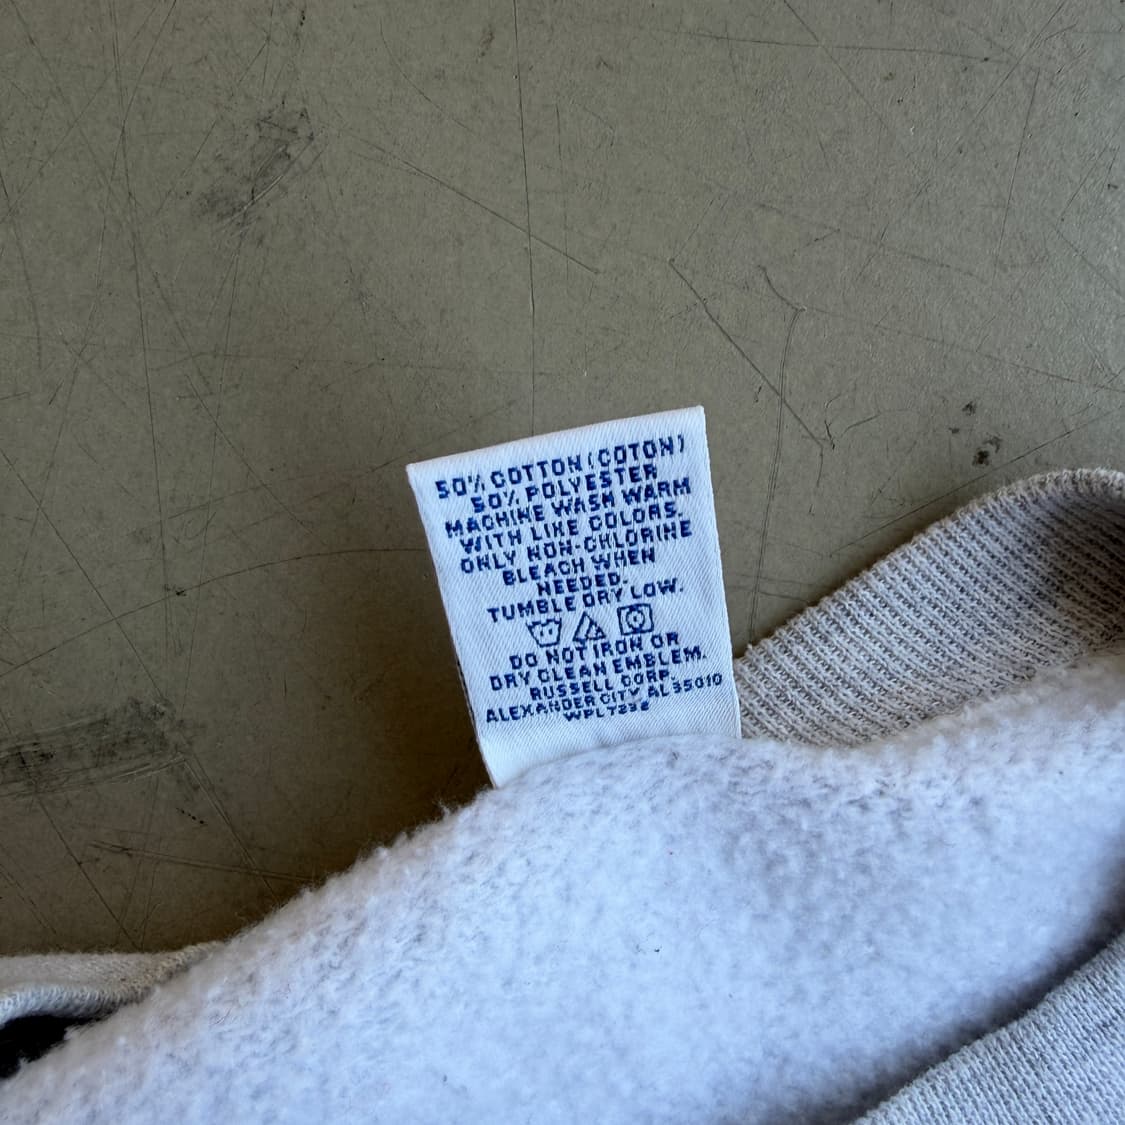 50% COTTON (COTON)
50% POLYESTER
MACHINE WASH WARM
WITH LIKE COLORS.
ONLY NON-CHLORINE
BLEACH WHEN
NEEDED.
TUMBLE DRY LOW.
DO NOT IRON OR
DRY CLEAN EMBLEM.
RUSSELL CORP.
ALEXANDER CITY, AL 35010